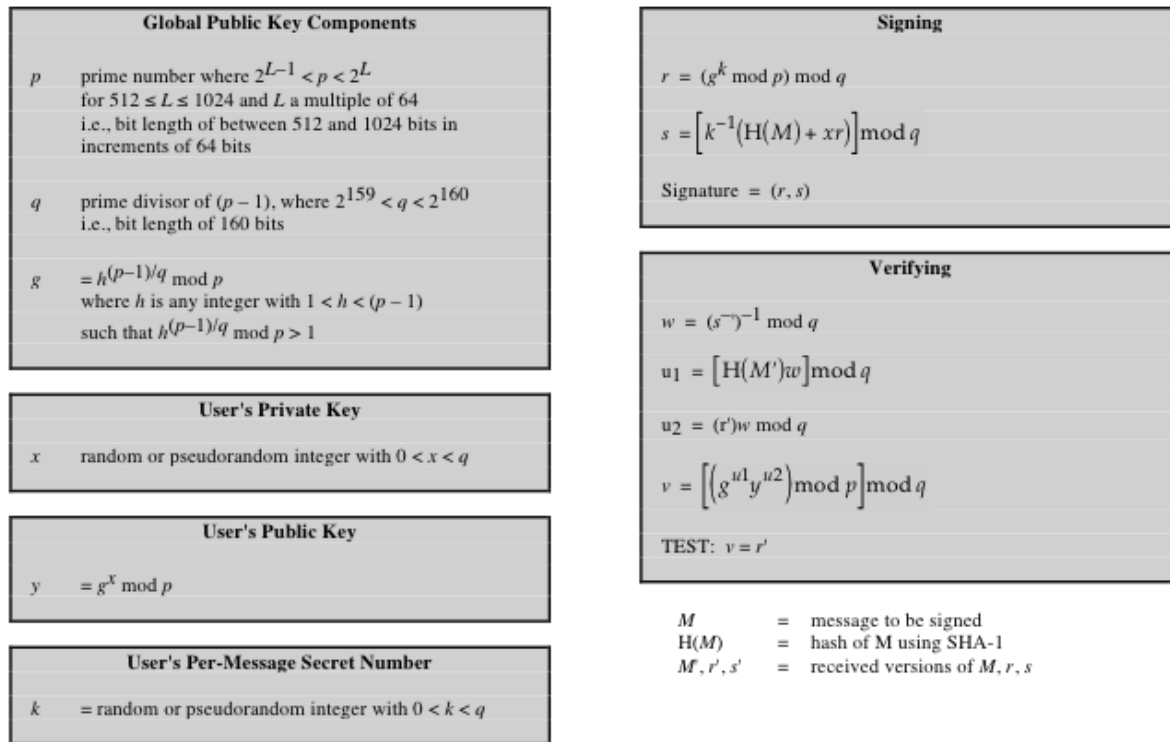 Global Public Key Components
p prime number where 2^{L–1} < p < 2^L
for 512 ≤ L ≤ 1024 and L a multiple of 64
i.e., bit length of between 512 and 1024 bits in
increments of 64 bits
q prime divisor of (p – 1), where 2^{159} < q < 2^{160}
i.e., bit length of 160 bits
g = h^{(p–1)/q} mod p
where h is any integer with 1 < h < (p – 1)
such that h^{(p–1)/q} mod p > 1
User's Private Key
x random or pseudorandom integer with 0 < x < q
User's Public Key
y = g^x mod p
User's Per-Message Secret Number
k = random or pseudorandom integer with 0 < k < q
Signing
r = (g^k mod p) mod q
s = [k^{–1}(H(M) + xr)] mod q
Signature = (r, s)
Verifying
w = (s')^{–1} mod q
u1 = [H(M')w] mod q
u2 = (r')w mod q
v = [(g^{u1}y^{u2}) mod p] mod q
TEST: v = r'
M = message to be signed
H(M) = hash of M using SHA-1
M', r', s' = received versions of M, r, s